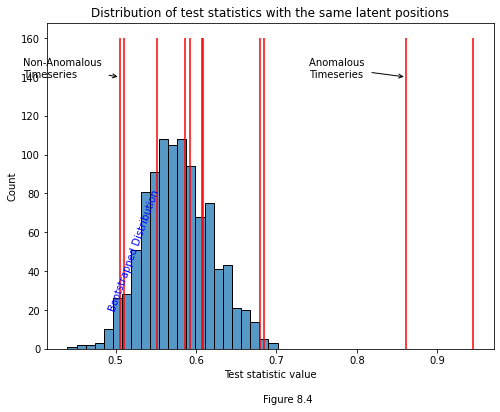 Distribution of test statistics with the same latent positions
160
140
120
100
80
60
40
20
0
Count
Non-Anomalous
Timeseries
Anomalous
Timeseries
Bootstrapped Distribution
0.5
0.6
0.7
0.8
0.9
Test statistic value
Figure 8.4